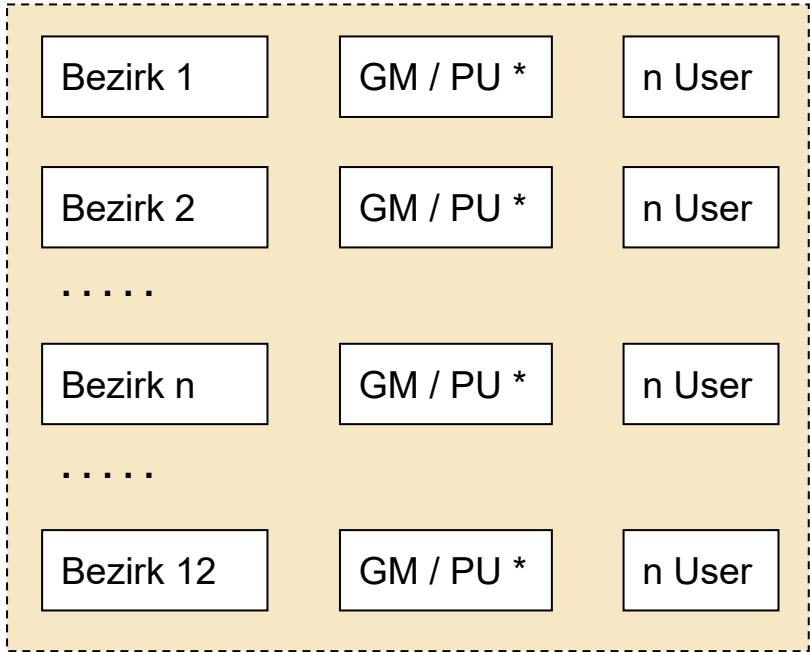 Bezirk 1 GM / PU * n User
Bezirk 2 GM / PU * n User
. . . . .
Bezirk n GM / PU * n User
. . . . .
Bezirk 12 GM / PU * n User